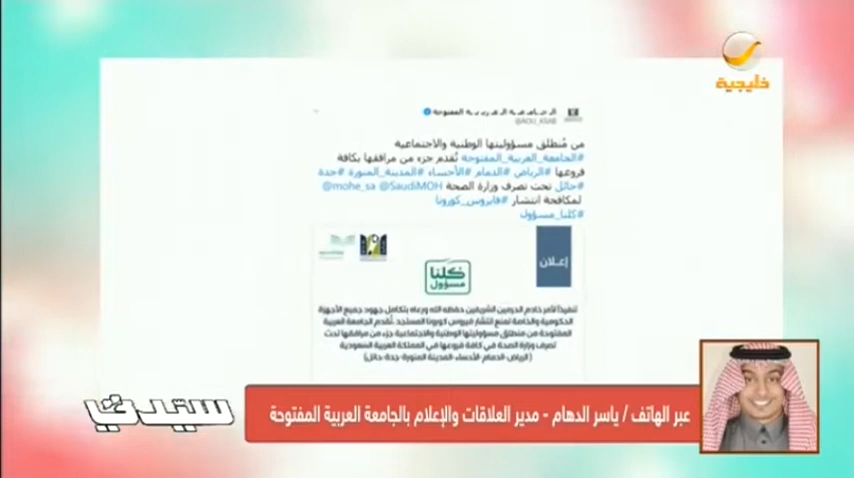 خليجية
الجامعة العربية المفتوحة
@AOU_KSAB
من مُنطلق مسؤوليتها الوطنية والاجتماعية
#الجامعة_العربية_المفتوحة تُقدم جزء من مرافقها بكافة
فروعها #الرياض #الدمام #الأحساء #المدينة_المنورة #جدة
#حائل تحت تصرف وزارة الصحة @mohe_sa @SaudiMOH
لمكافحة انتشار #فايروس_كورونا
#كلنا_مسؤول
إعلان
كلنا
مسؤول
تنفيذًا لأمر خادم الحرمين الشريفين حفظه الله ورعاه بتكامل جهود جميع الأجهزة
الحكومية والخاصة لمنع انتشار فيروس كورونا المستجد. تُقدم الجامعة العربية
المفتوحة من منطلق مسؤوليتها الوطنية والاجتماعية جزء من مرافقها تحت
تصرف وزارة الصحة في كافة فروعها في المملكة العربية السعودية
(الرياض-الدمام-الأحساء-المدينة المنورة-جدة-حائل)
عبر الهاتف / ياسر الدهام - مدير العلاقات والإعلام بالجامعة العربية المفتوحة
سيدتي